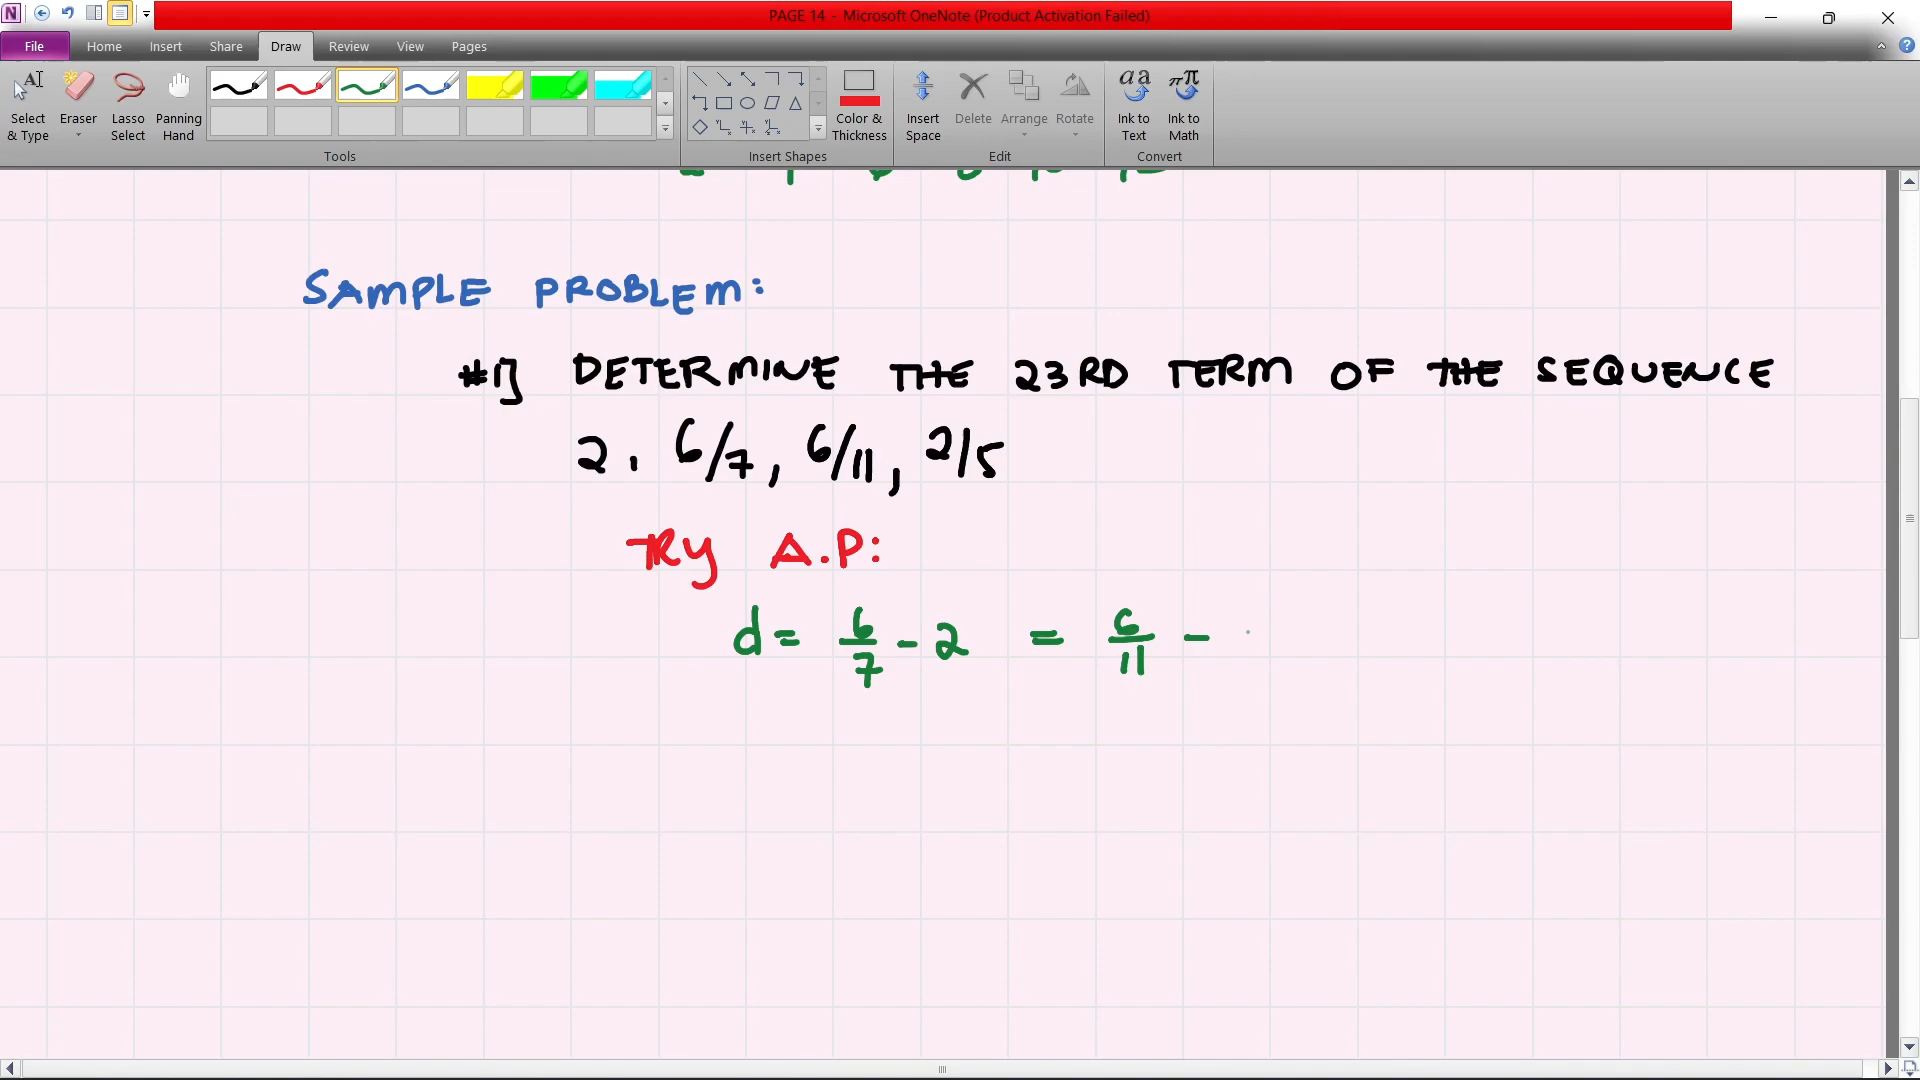 PAGE 14 - Microsoft OneNote (Product Activation Failed)
File Home Insert Share Draw Review View Pages
Select & Type
Eraser
Lasso Select
Panning Hand
Color & Thickness
Insert Space
Delete
Arrange
Rotate
Ink to Text
Ink to Math
Tools
Insert Shapes
Edit
Convert
SAMPLE PROBLEM:
#1] DETERMINE THE 23RD TERM OF THE SEQUENCE
2, 6/7, 6/11, 2/5
TRY A.P:
d = 6/7 - 2 = 6/11 -